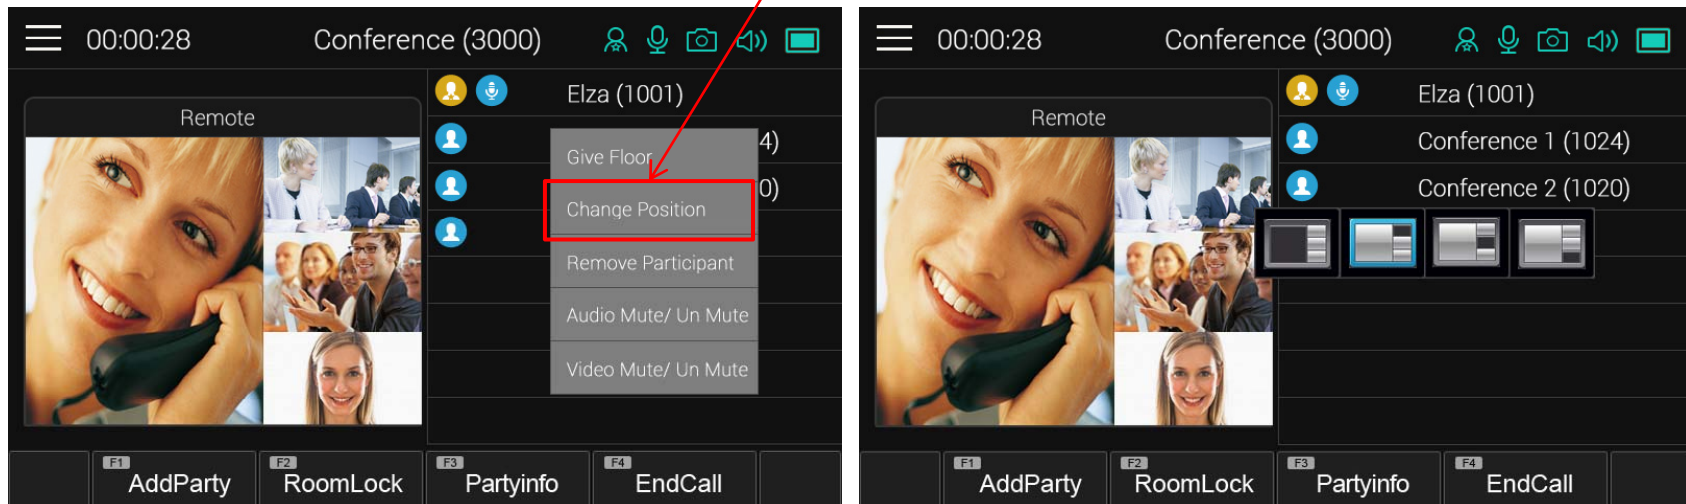 00:00:28 Conference (3000)
Remote
Elza (1001)
4)
0)
Give Floor
Change Position
Remove Participant
Audio Mute/ Un Mute
Video Mute/ Un Mute
F1 AddParty
F2 RoomLock
F3 Partyinfo
F4 EndCall
00:00:28 Conference (3000)
Remote
Elza (1001)
Conference 1 (1024)
Conference 2 (1020)
F1 AddParty
F2 RoomLock
F3 Partyinfo
F4 EndCall